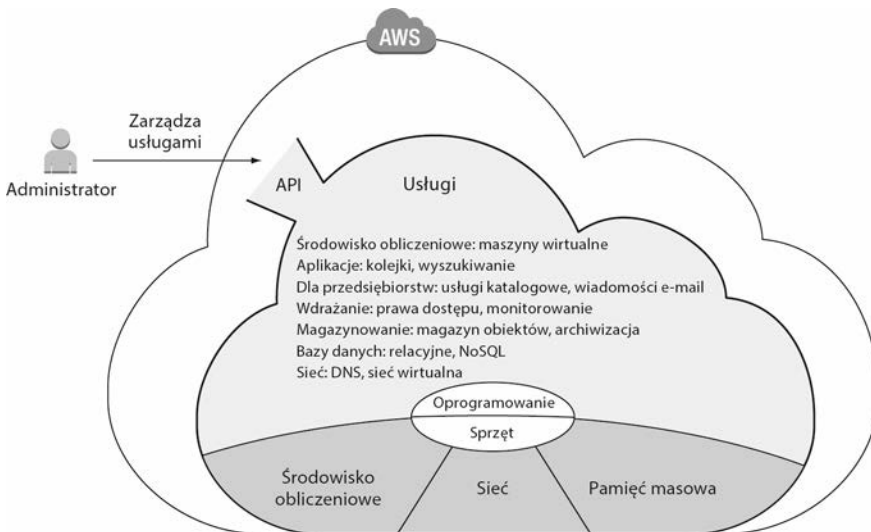 AWS
Zarządza
usługami
Administrator
API
Usługi
Środowisko obliczeniowe: maszyny wirtualne
Aplikacje: kolejki, wyszukiwanie
Dla przedsiębiorstw: usługi katalogowe, wiadomości e-mail
Wdrażanie: prawa dostępu, monitorowanie
Magazynowanie: magazyn obiektów, archiwizacja
Bazy danych: relacyjne, NoSQL
Sieć: DNS, sieć wirtualna
Oprogramowanie
Sprzęt
Środowisko
obliczeniowe
Sieć
Pamięć masowa